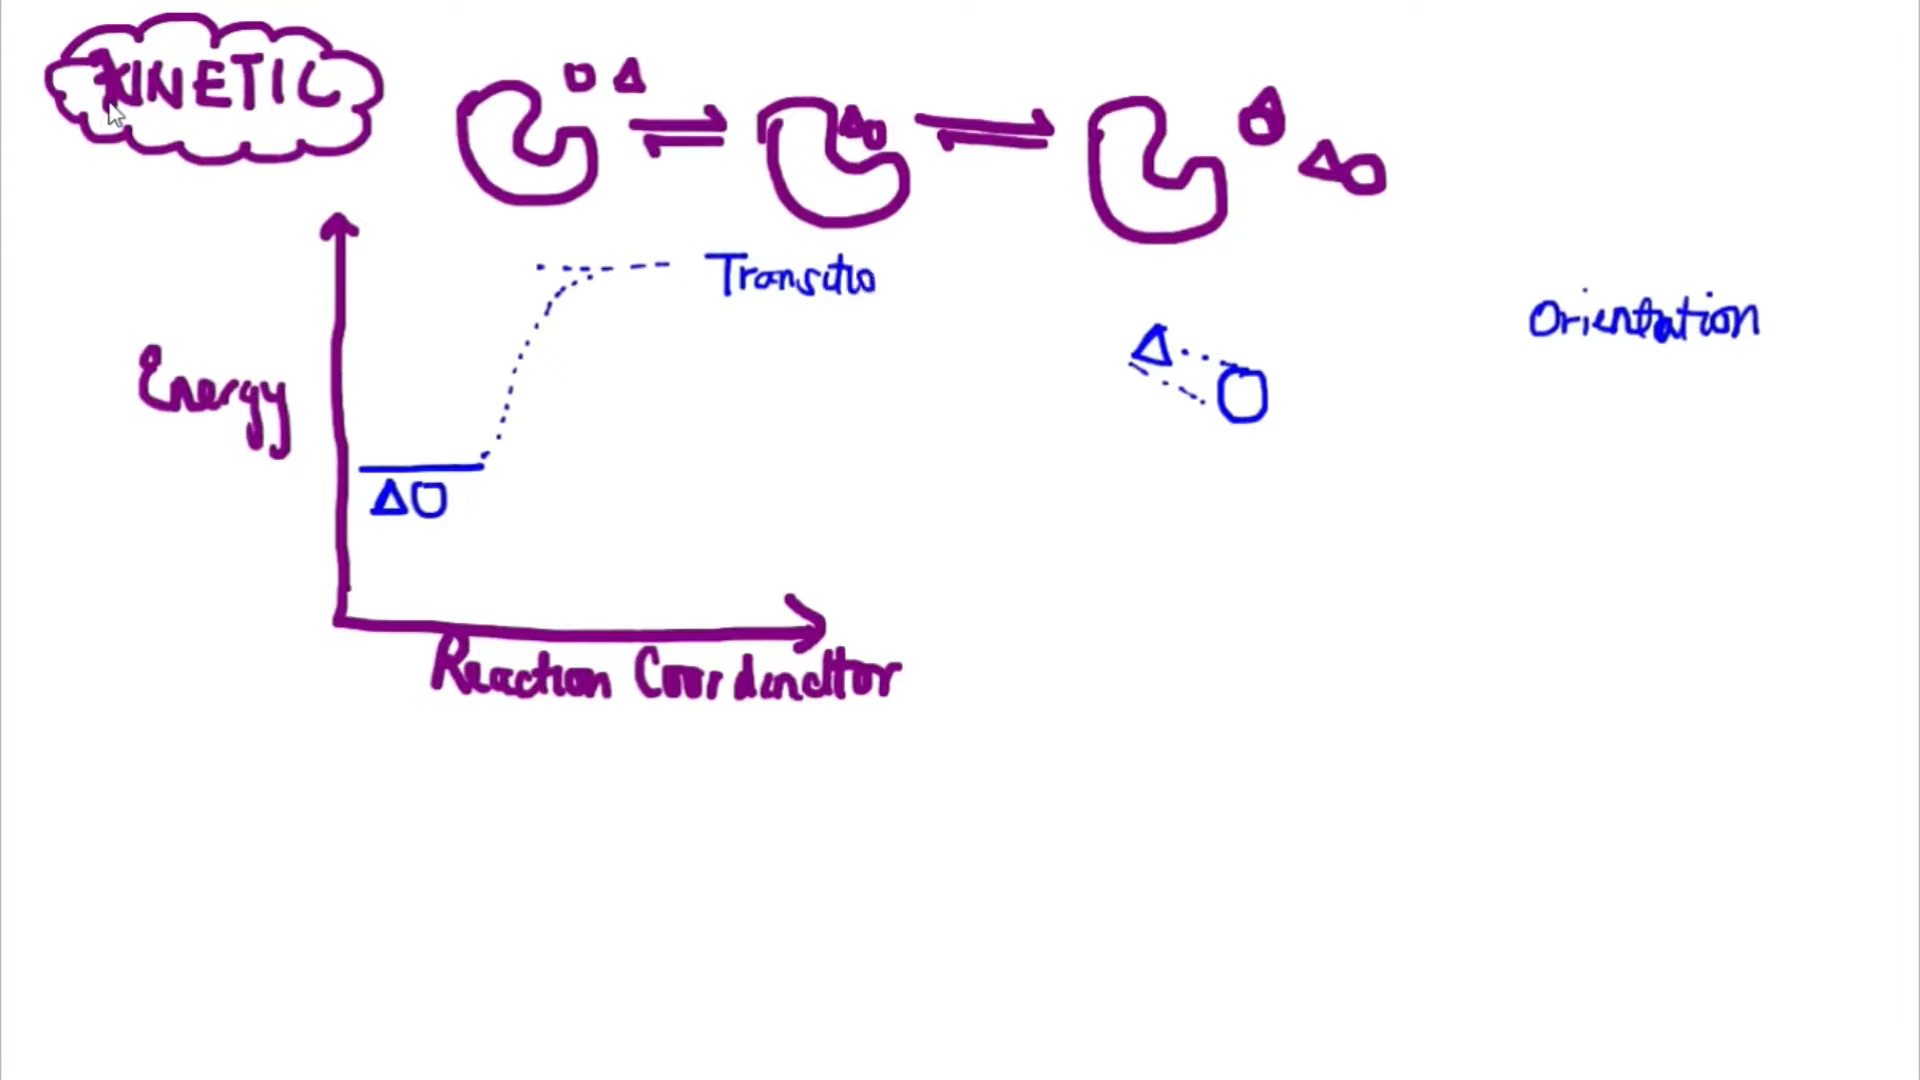 KINETIC
Transitio
Orientation
Energy
Reaction Coordinator